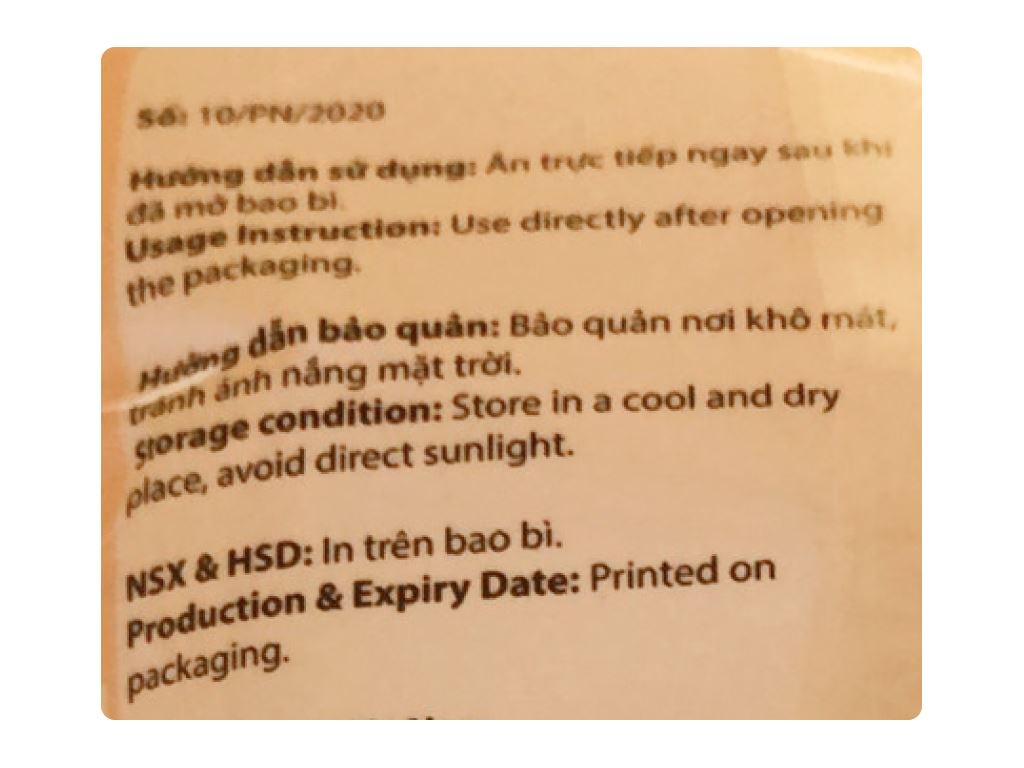 Số: 10/PN/2020
Hướng dẫn sử dụng: Ăn trực tiếp ngay sau khi
đã mở bao bì.
Usage Instruction: Use directly after opening
the packaging.
Hướng dẫn bảo quản: Bảo quản nơi khô mát,
tránh ánh nắng mặt trời.
Storage condition: Store in a cool and dry
place, avoid direct sunlight.
NSX & HSD: In trên bao bì.
Production & Expiry Date: Printed on
packaging.